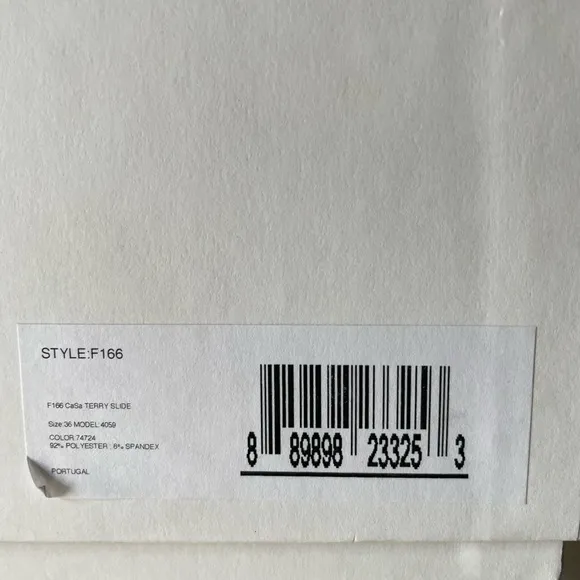 STYLE:F166
F166 CaSa TERRY SLIDE
Size:36 MODEL:4059
COLOR:74724
92% POLYESTER ; 8% SPANDEX
PORTUGAL
8 89898 23325 3